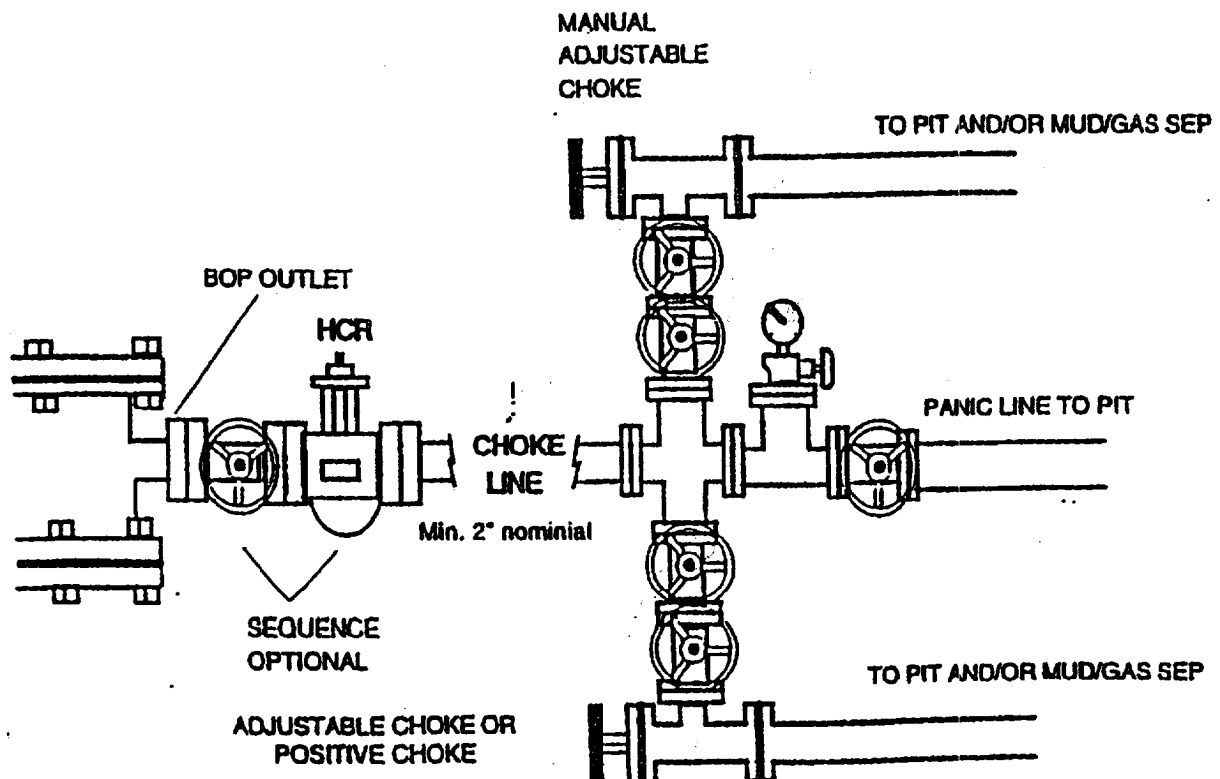 MANUAL
ADJUSTABLE
CHOKE
TO PIT AND/OR MUD/GAS SEP
BOP OUTLET
HCR
PANIC LINE TO PIT
CHOKE
LINE
Min. 2" nominial
SEQUENCE
OPTIONAL
TO PIT AND/OR MUD/GAS SEP
ADJUSTABLE CHOKE OR
POSITIVE CHOKE